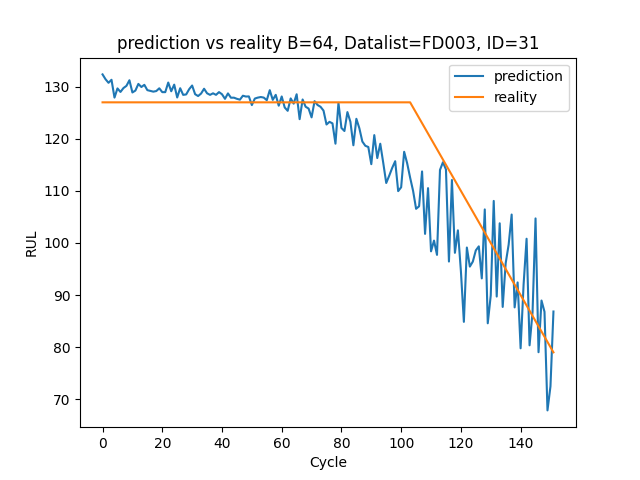 prediction vs reality B=64, Datalist=FD003, ID=31
prediction
reality
RUL
130
120
110
100
90
80
70
0 20 40 60 80 100 120 140
Cycle